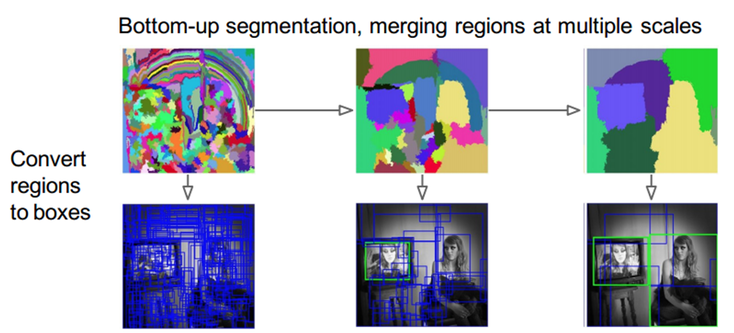 Bottom-up segmentation, merging regions at multiple scales
Convert
regions
to boxes